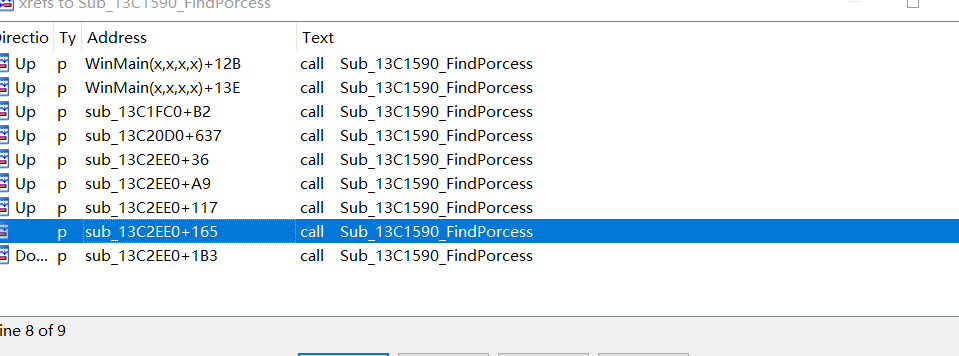 xrefs to Sub_13C1590_FindPorcess
Directio Ty Address Text
Up p WinMain(x,x,x,x)+12B call Sub_13C1590_FindPorcess
Up p WinMain(x,x,x,x)+13E call Sub_13C1590_FindPorcess
Up p sub_13C1FC0+B2 call Sub_13C1590_FindPorcess
Up p sub_13C20D0+637 call Sub_13C1590_FindPorcess
Up p sub_13C2EE0+36 call Sub_13C1590_FindPorcess
Up p sub_13C2EE0+A9 call Sub_13C1590_FindPorcess
Up p sub_13C2EE0+117 call Sub_13C1590_FindPorcess
p sub_13C2EE0+165 call Sub_13C1590_FindPorcess
Do... p sub_13C2EE0+1B3 call Sub_13C1590_FindPorcess
ine 8 of 9